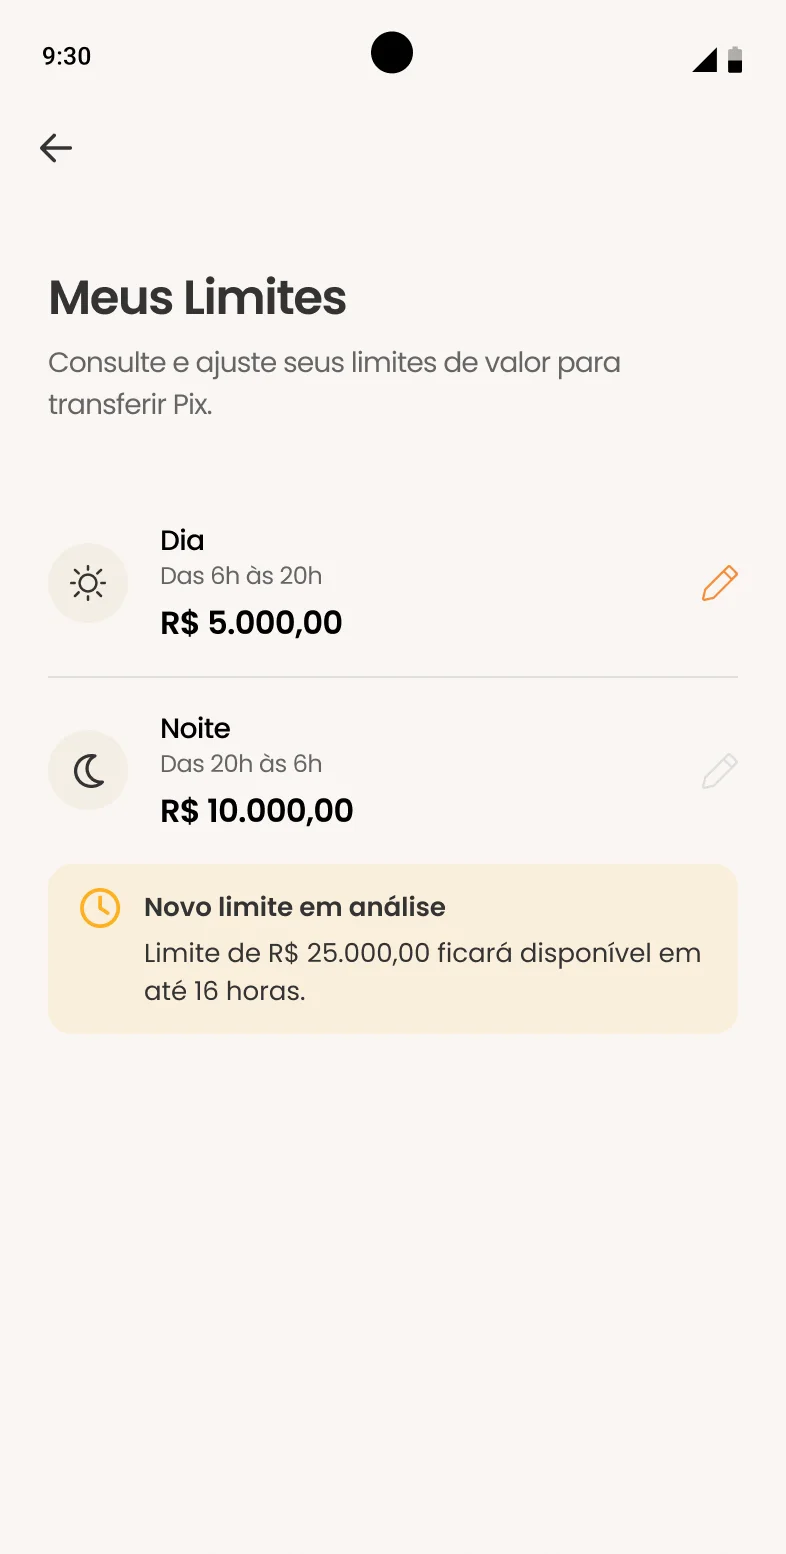 9:30
Meus Limites
Consulte e ajuste seus limites de valor para
transferir Pix.
Dia
Das 6h às 20h
R$ 5.000,00
Noite
Das 20h às 6h
R$ 10.000,00
Novo limite em análise
Limite de R$ 25.000,00 ficará disponível em
até 16 horas.